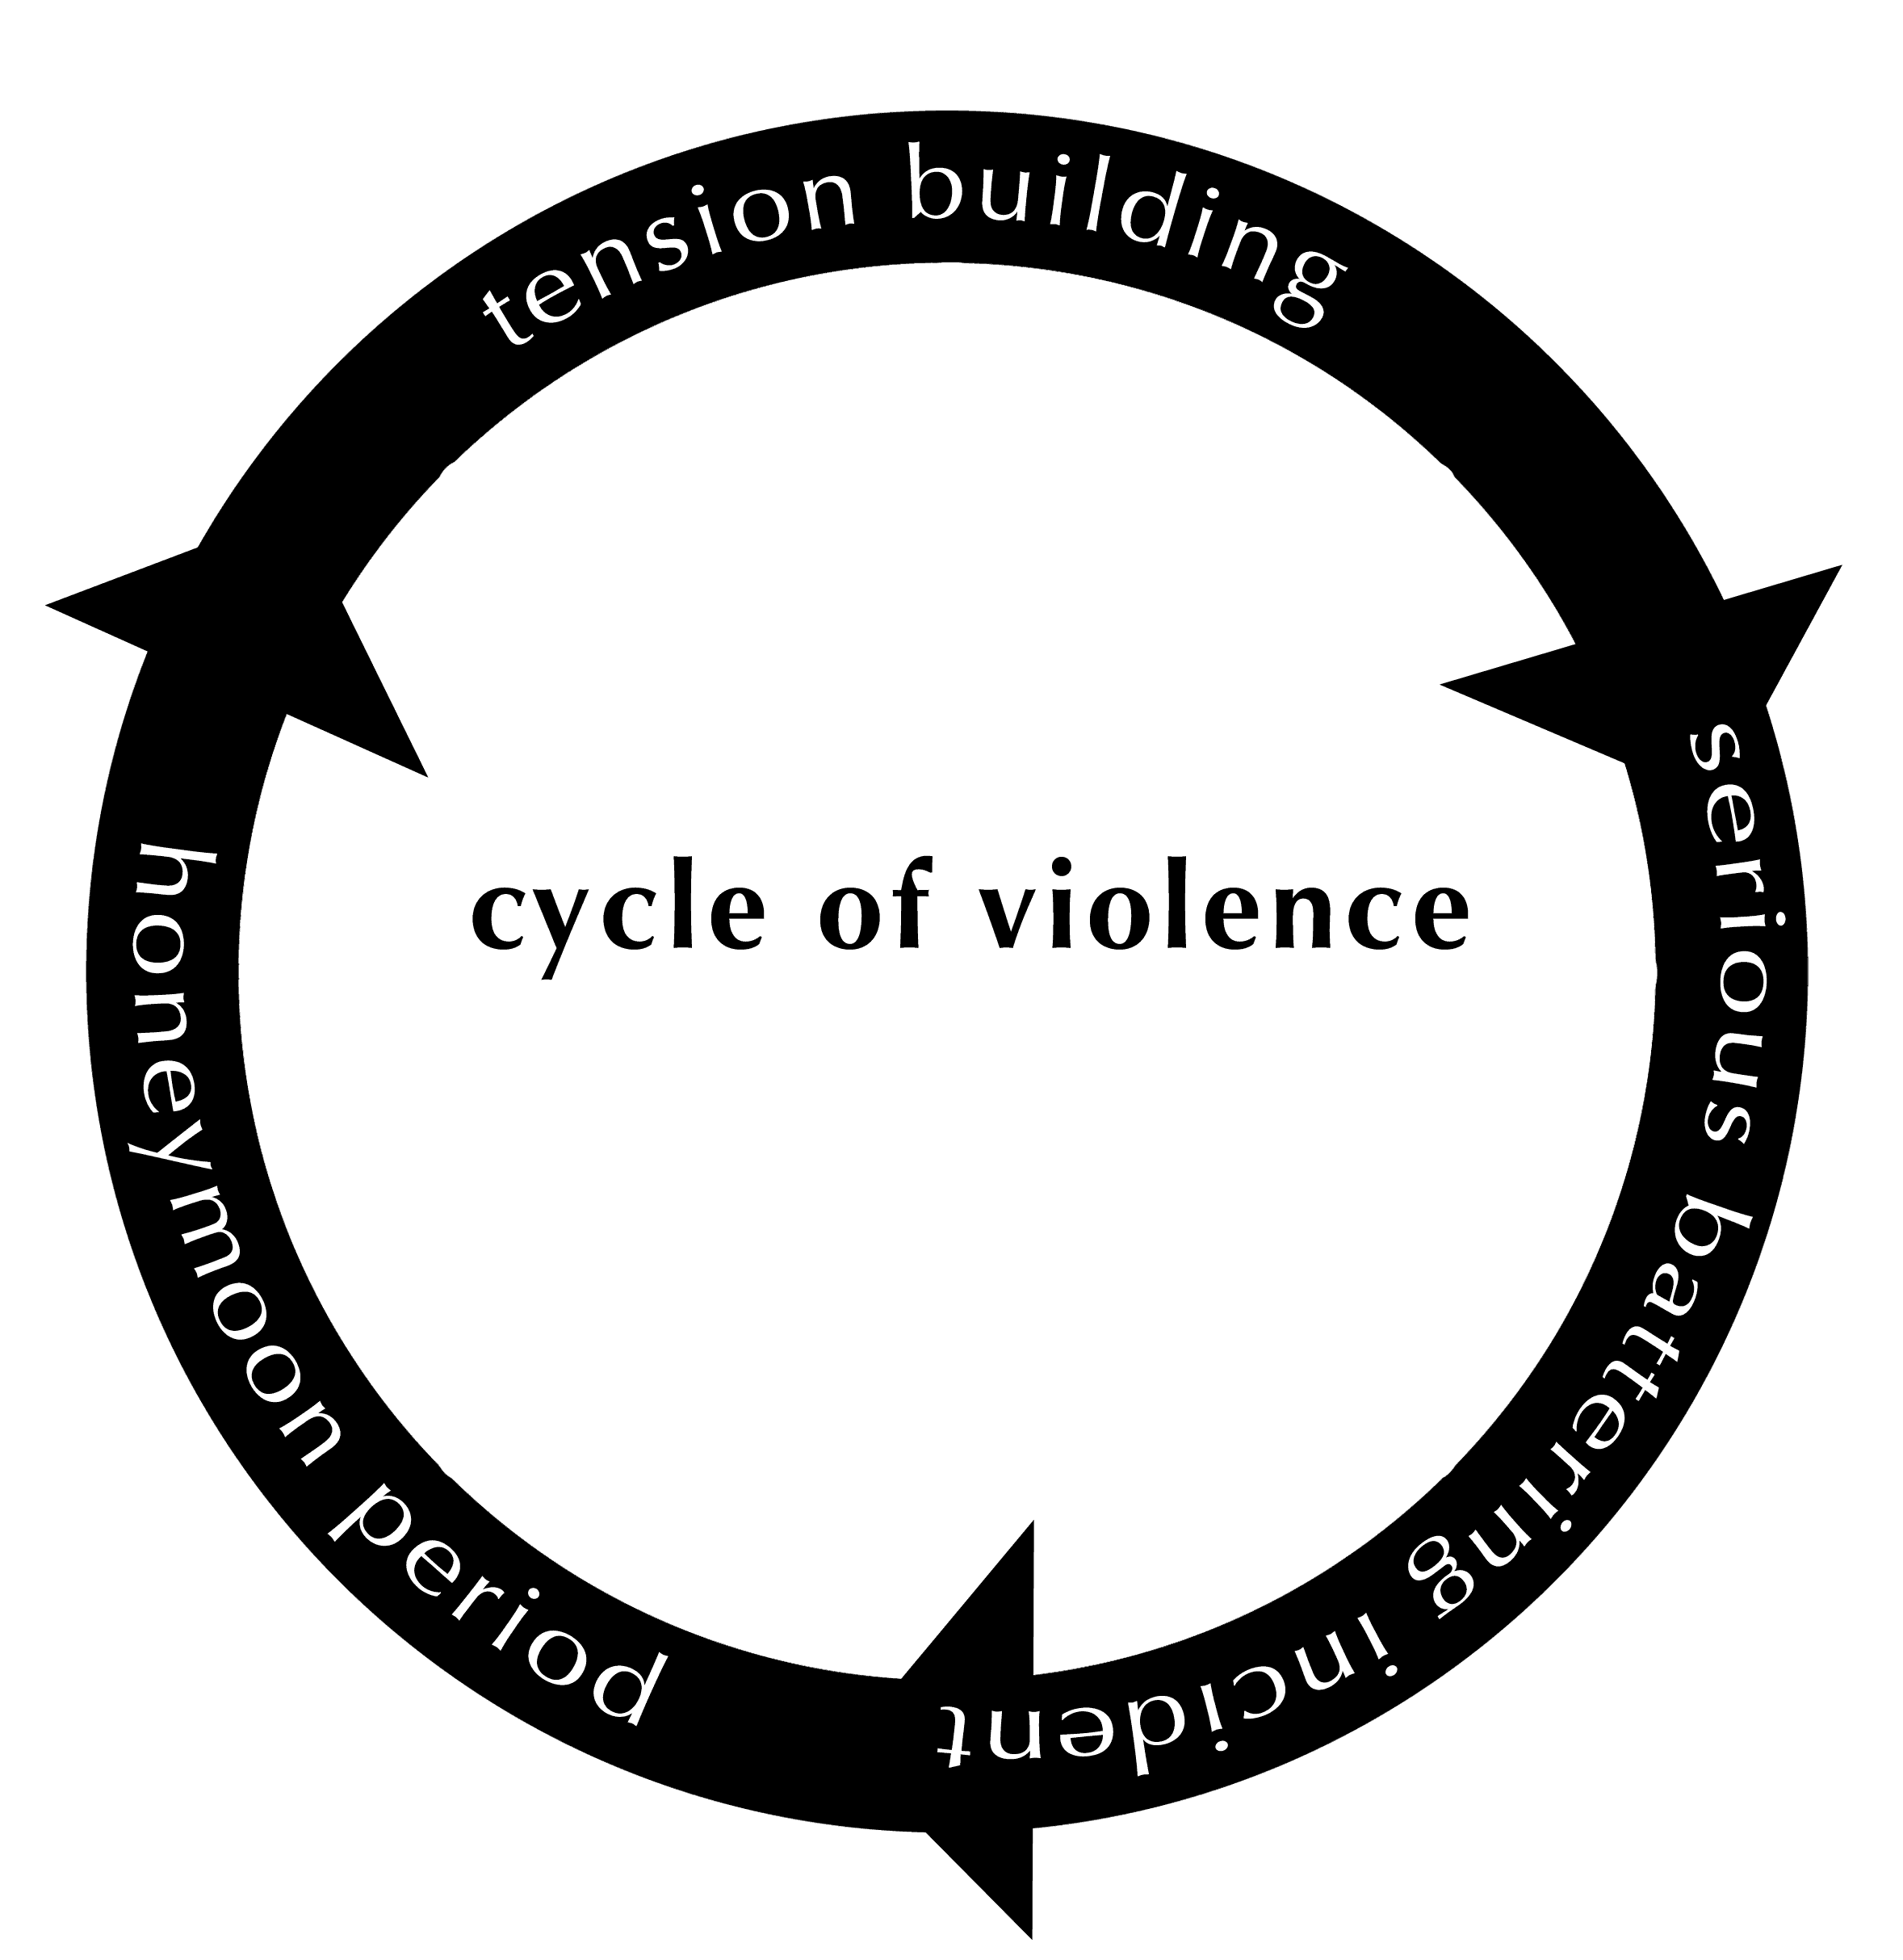 tension building
serious battering incident
honeymoon period
cycle of violence